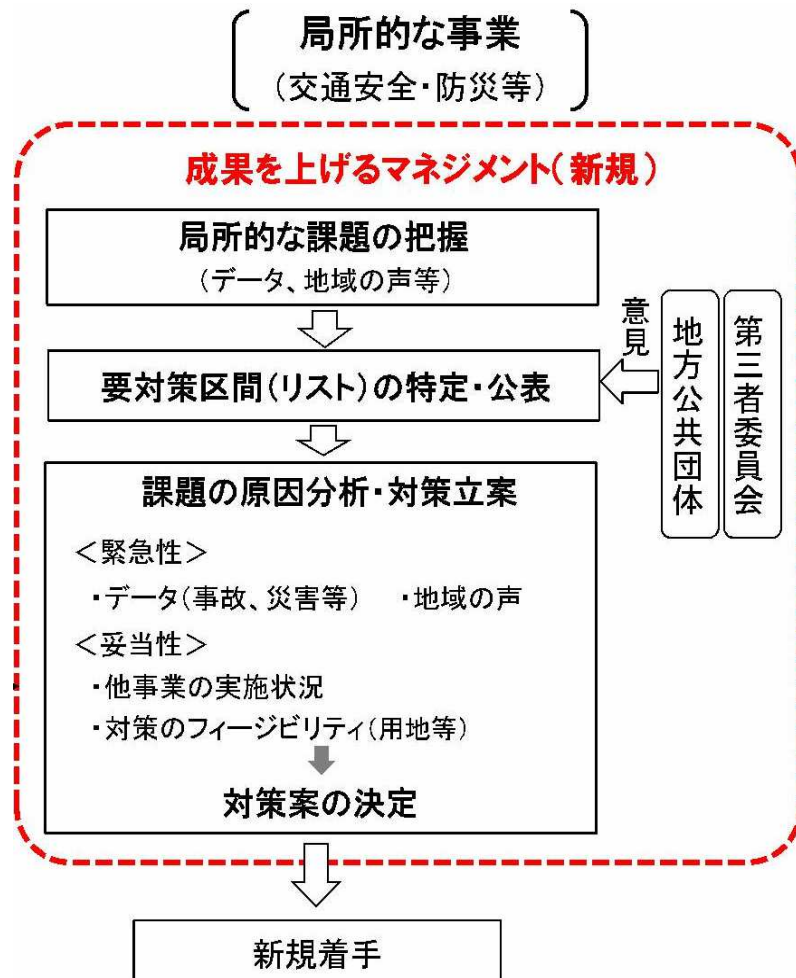 局所的な事業
(交通安全・防災等)
成果を上げるマネジメント(新規)
局所的な課題の把握
(データ、地域の声等)
要対策区間(リスト)の特定・公表
意見
地方公共団体
第三者委員会
課題の原因分析・対策立案
<緊急性>
・データ(事故、災害等) ・地域の声
<妥当性>
・他事業の実施状況
・対策のフィージビリティ(用地等)
対策案の決定
新規着手